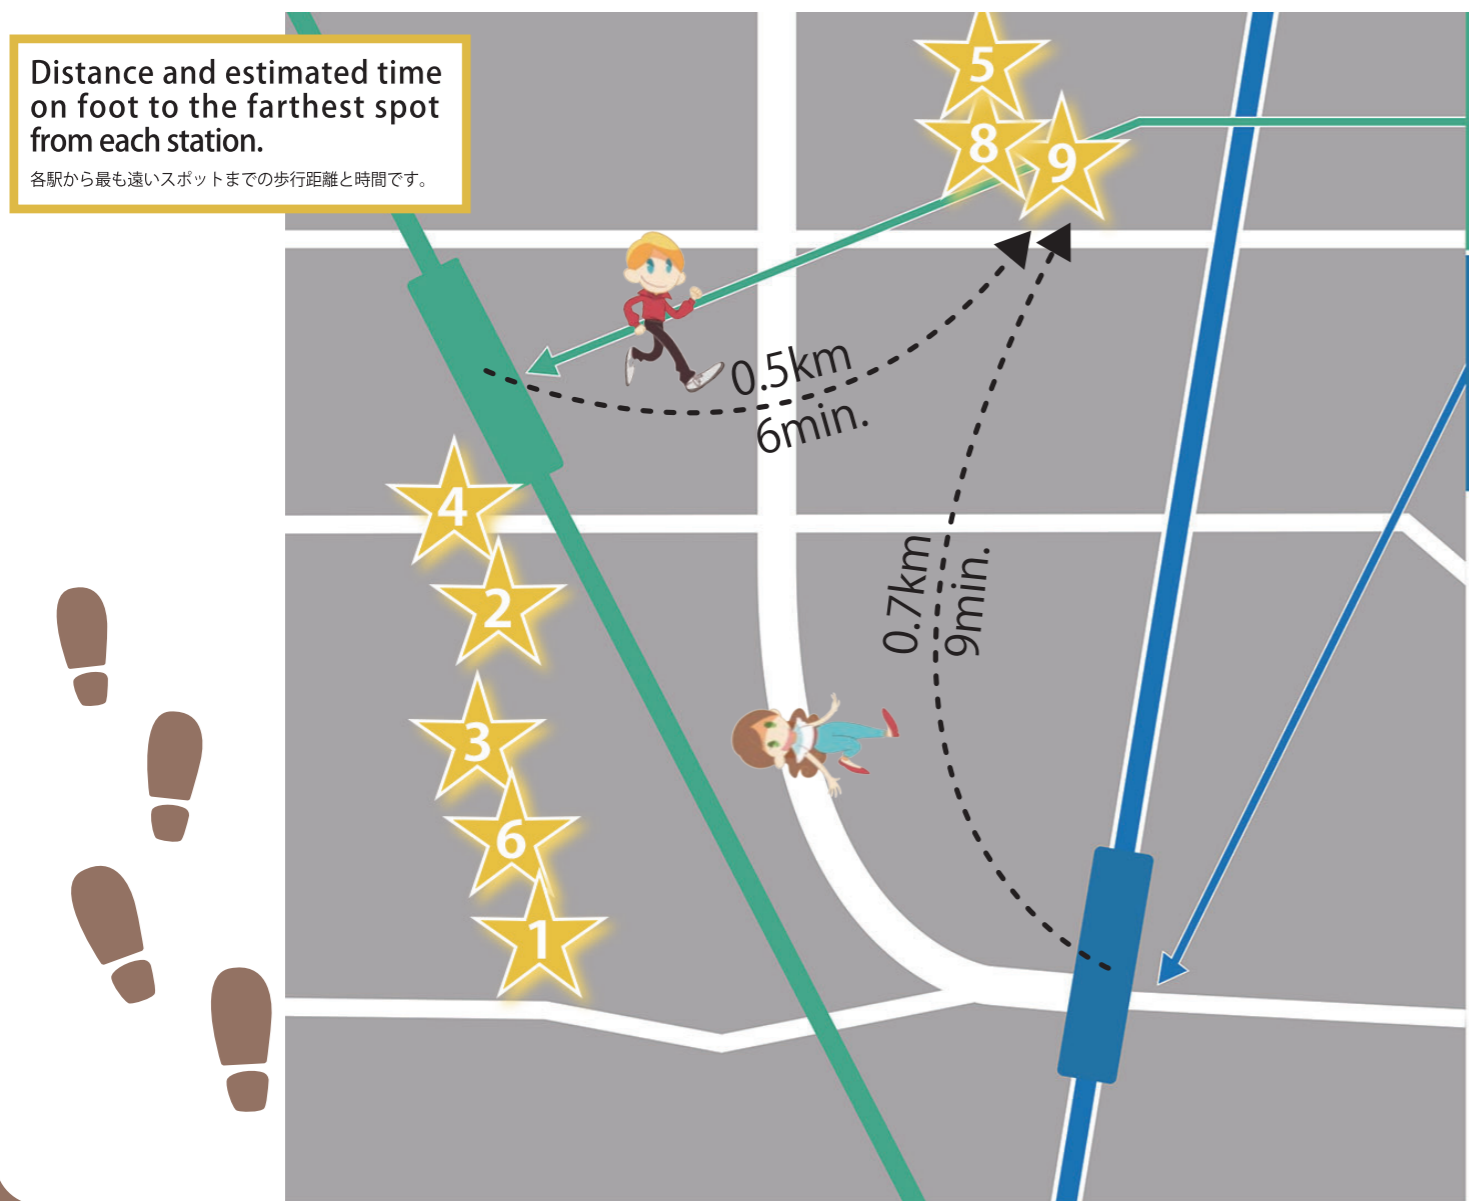 Distance and estimated time
on foot to the farthest spot
from each station.
各駅から最も遠いスポットまでの歩行距離と時間です。
5
8
9
0.5km
6min.
4
2
0.7km
9min.
3
6
1